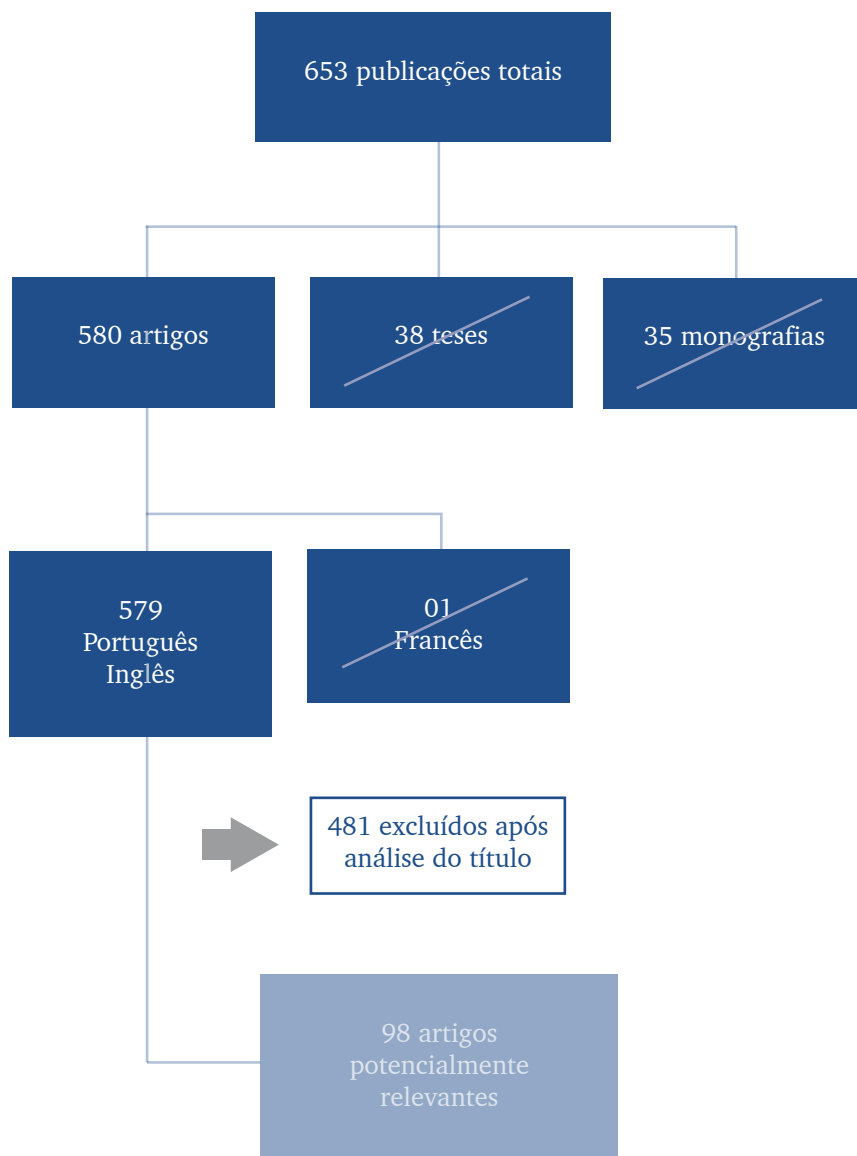 653 publicações totais
580 artigos
38 teses
35 monografias
579
Português
Inglês
01
Francês
481 excluídos após
análise do título
98 artigos
potencialmente
relevantes